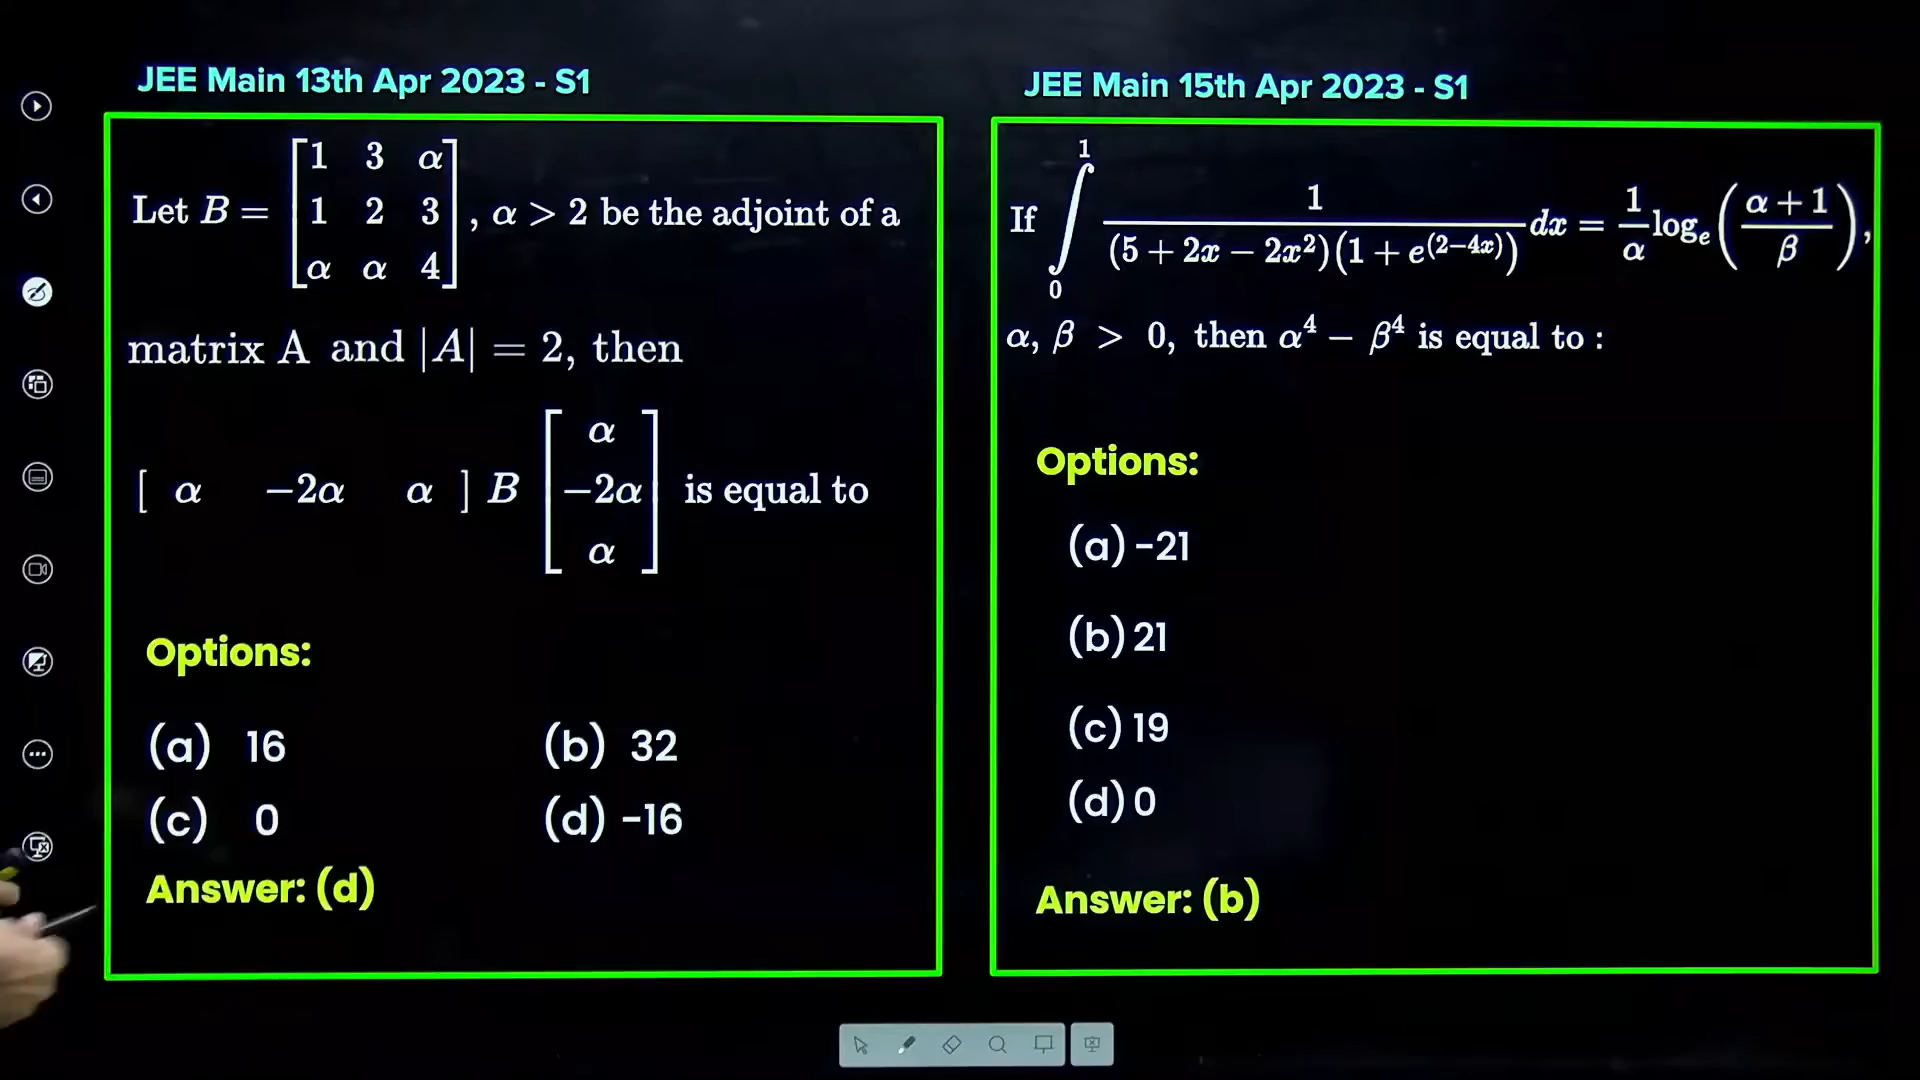 JEE Main 13th Apr 2023 - S1
Let B = [1 3 α
1 2 3
α α 4], α > 2 be the adjoint of a
matrix A and |A| = 2, then
[ α −2α α ] B [α
−2α
α] is equal to
Options:
(a) 16 (b) 32
(c) 0 (d) -16
Answer: (d)
JEE Main 15th Apr 2023 - S1
If ∫₀¹ 1/((5 + 2x − 2x²)(1 + e^(2−4x))) dx = 1/α logₑ((α + 1)/β),
α, β > 0, then α⁴ − β⁴ is equal to :
Options:
(a) -21
(b) 21
(c) 19
(d) 0
Answer: (b)